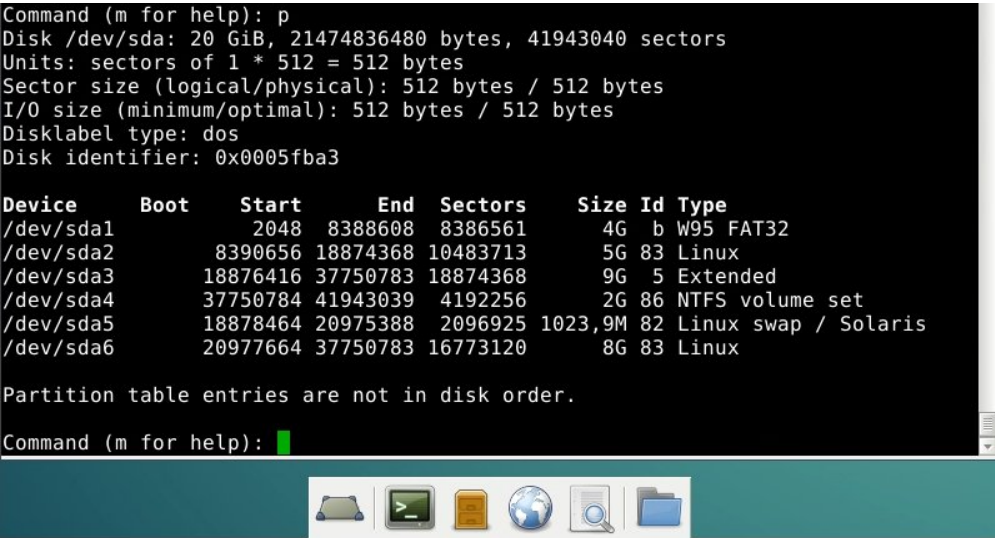 Command (m for help): p
Disk /dev/sda: 20 GiB, 21474836480 bytes, 41943040 sectors
Units: sectors of 1 * 512 = 512 bytes
Sector size (logical/physical): 512 bytes / 512 bytes
I/O size (minimum/optimal): 512 bytes / 512 bytes
Disklabel type: dos
Disk identifier: 0x0005fba3
Device Boot Start End Sectors Size Id Type
/dev/sda1 2048 8388608 8386561 4G b W95 FAT32
/dev/sda2 8390656 18874368 10483713 5G 83 Linux
/dev/sda3 18876416 37750783 18874368 9G 5 Extended
/dev/sda4 37750784 41943039 4192256 2G 86 NTFS volume set
/dev/sda5 18878464 20975388 2096925 1023,9M 82 Linux swap / Solaris
/dev/sda6 20977664 37750783 16773120 8G 83 Linux
Partition table entries are not in disk order.
Command (m for help):